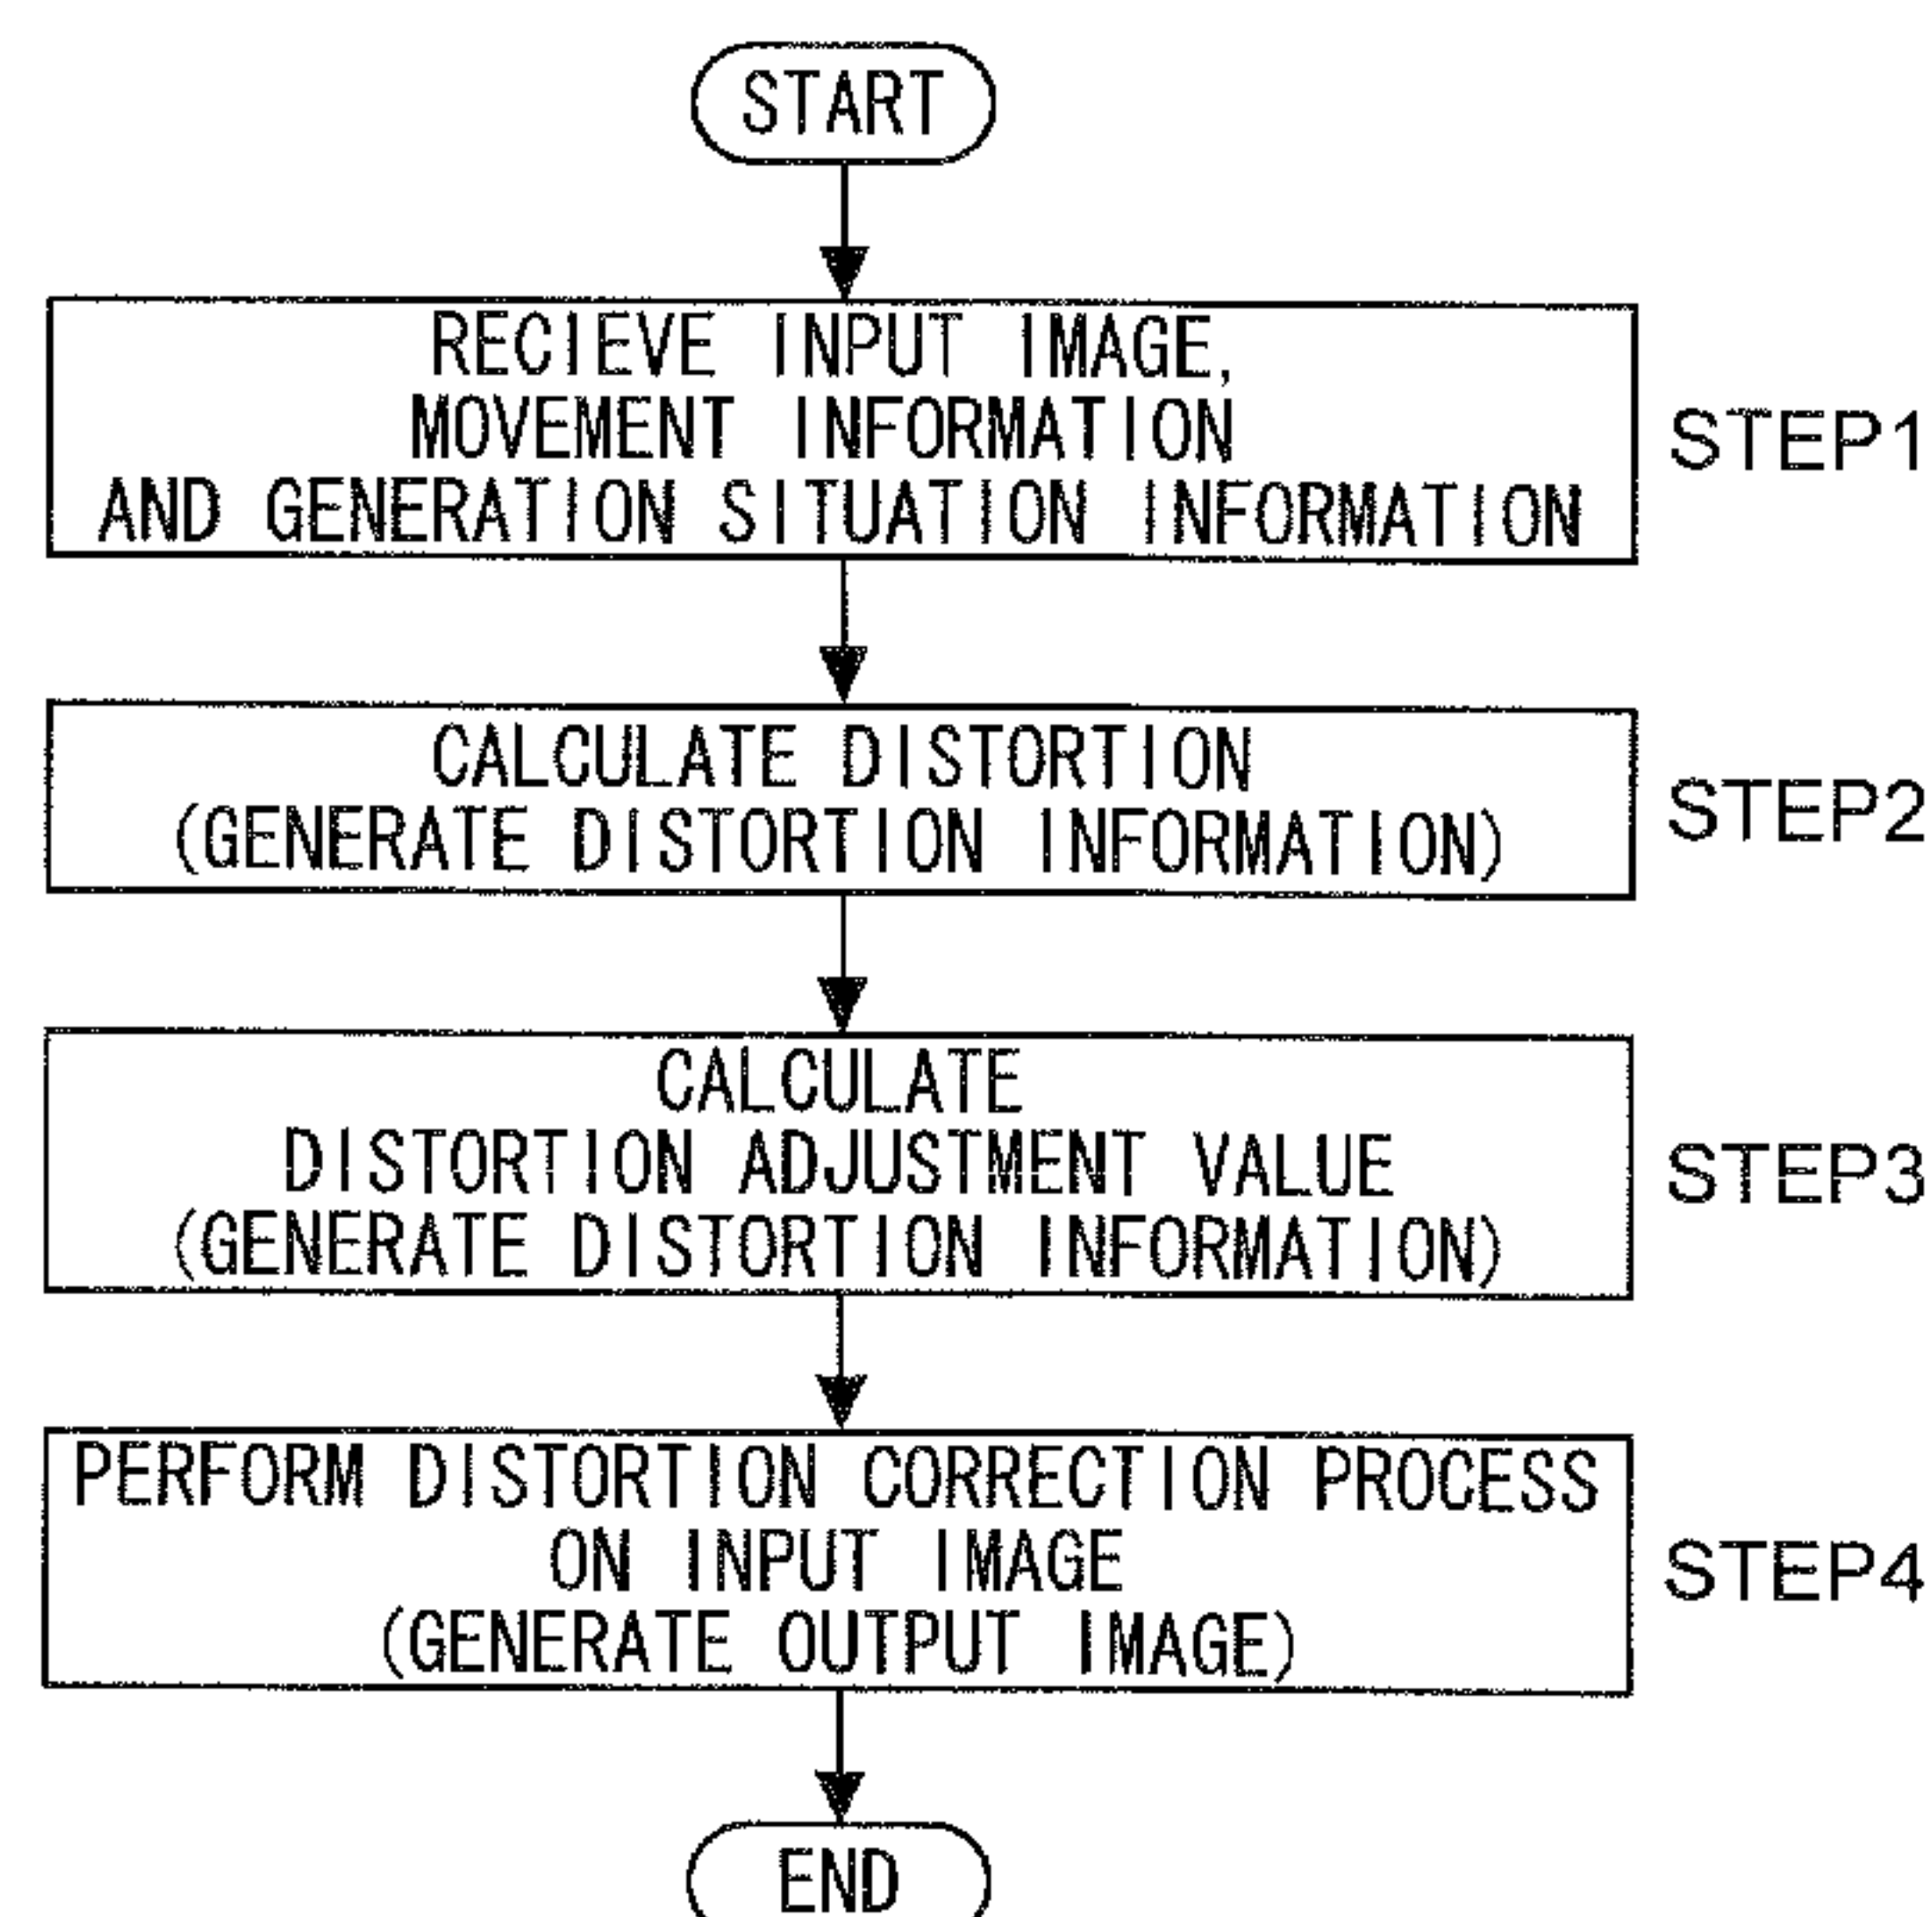 START
RECIEVE INPUT IMAGE,
MOVEMENT INFORMATION
AND GENERATION SITUATION INFORMATION
STEP1
CALCULATE DISTORTION
(GENERATE DISTORTION INFORMATION)
STEP2
CALCULATE
DISTORTION ADJUSTMENT VALUE
(GENERATE DISTORTION INFORMATION)
STEP3
PERFORM DISTORTION CORRECTION PROCESS
ON INPUT IMAGE
(GENERATE OUTPUT IMAGE)
STEP4
END